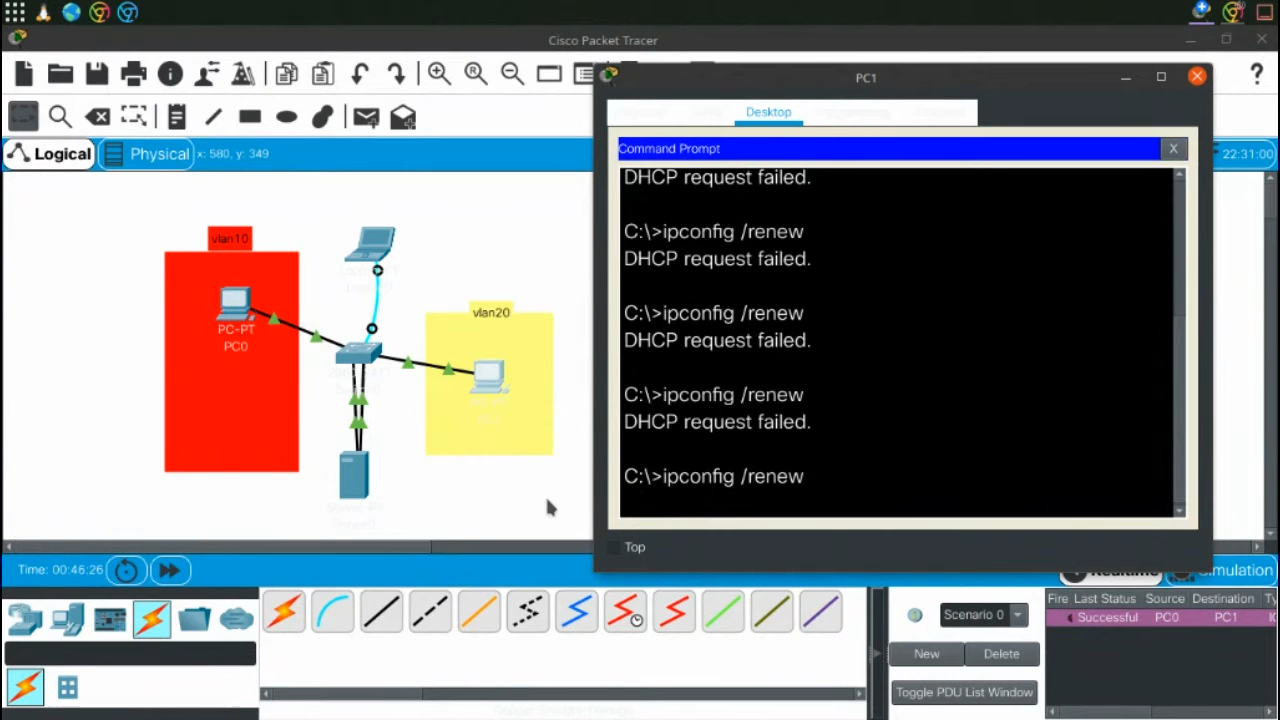 Cisco Packet Tracer
PC1
Desktop
Logical
Physical
x: 580, y: 349
22:31:00
Command Prompt
X
DHCP request failed.
C:\>ipconfig /renew
DHCP request failed.
C:\>ipconfig /renew
DHCP request failed.
C:\>ipconfig /renew
DHCP request failed.
C:\>ipconfig /renew
Top
vlan10
PC-PT
PC0
vlan20
Time: 00:46:26
Realtime
Simulation
Scenario 0
New
Delete
Toggle PDU List Window
Fire Last Status Source Destination
Successful PC0 PC1